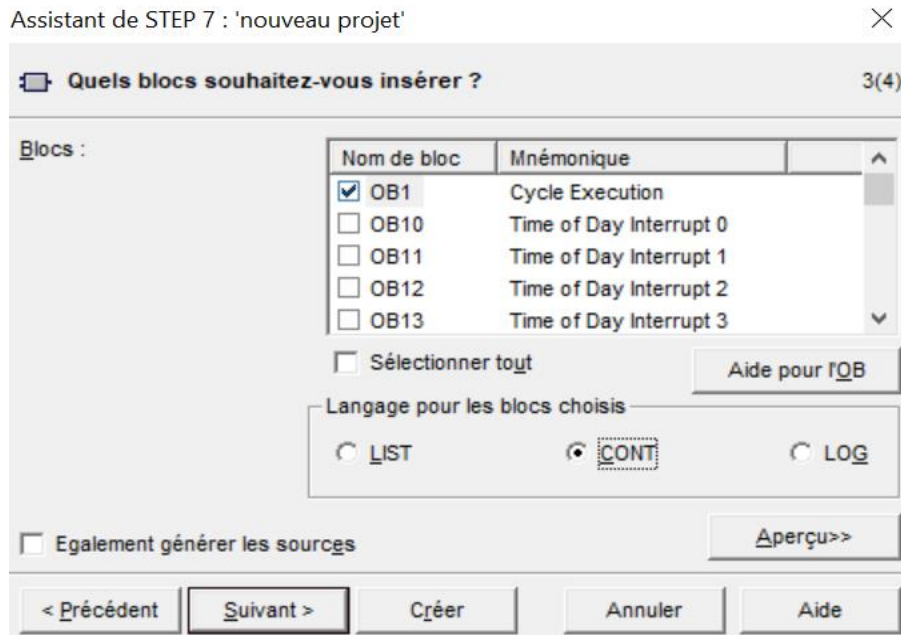 Assistant de STEP 7 : 'nouveau projet'
Quels blocs souhaitez-vous insérer ? 3(4)
Blocs :
Nom de bloc Mnémonique
OB1 Cycle Execution
OB10 Time of Day Interrupt 0
OB11 Time of Day Interrupt 1
OB12 Time of Day Interrupt 2
OB13 Time of Day Interrupt 3
Sélectionner tout
Aide pour l'OB
Langage pour les blocs choisis
LIST CONT LOG
Egalement générer les sources
Aperçu>>
< Précédent Suivant > Créer Annuler Aide